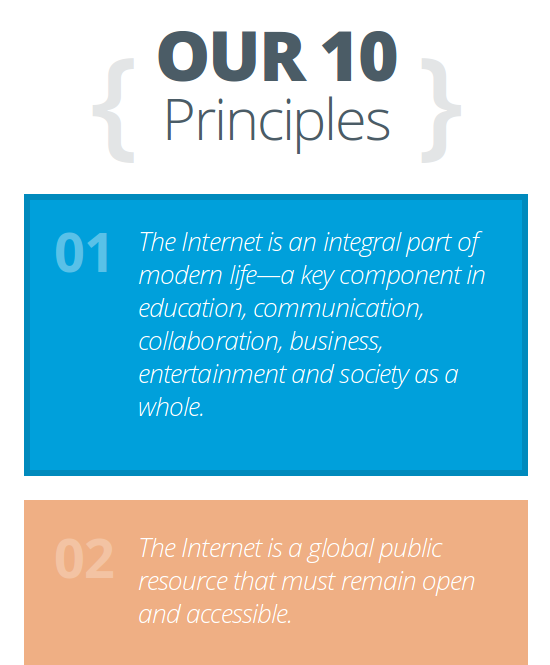 OUR 10
{ Principles }
01
The Internet is an integral part of
modern life—a key component in
education, communication,
collaboration, business,
entertainment and society as a
whole.
02
The Internet is a global public
resource that must remain open
and accessible.